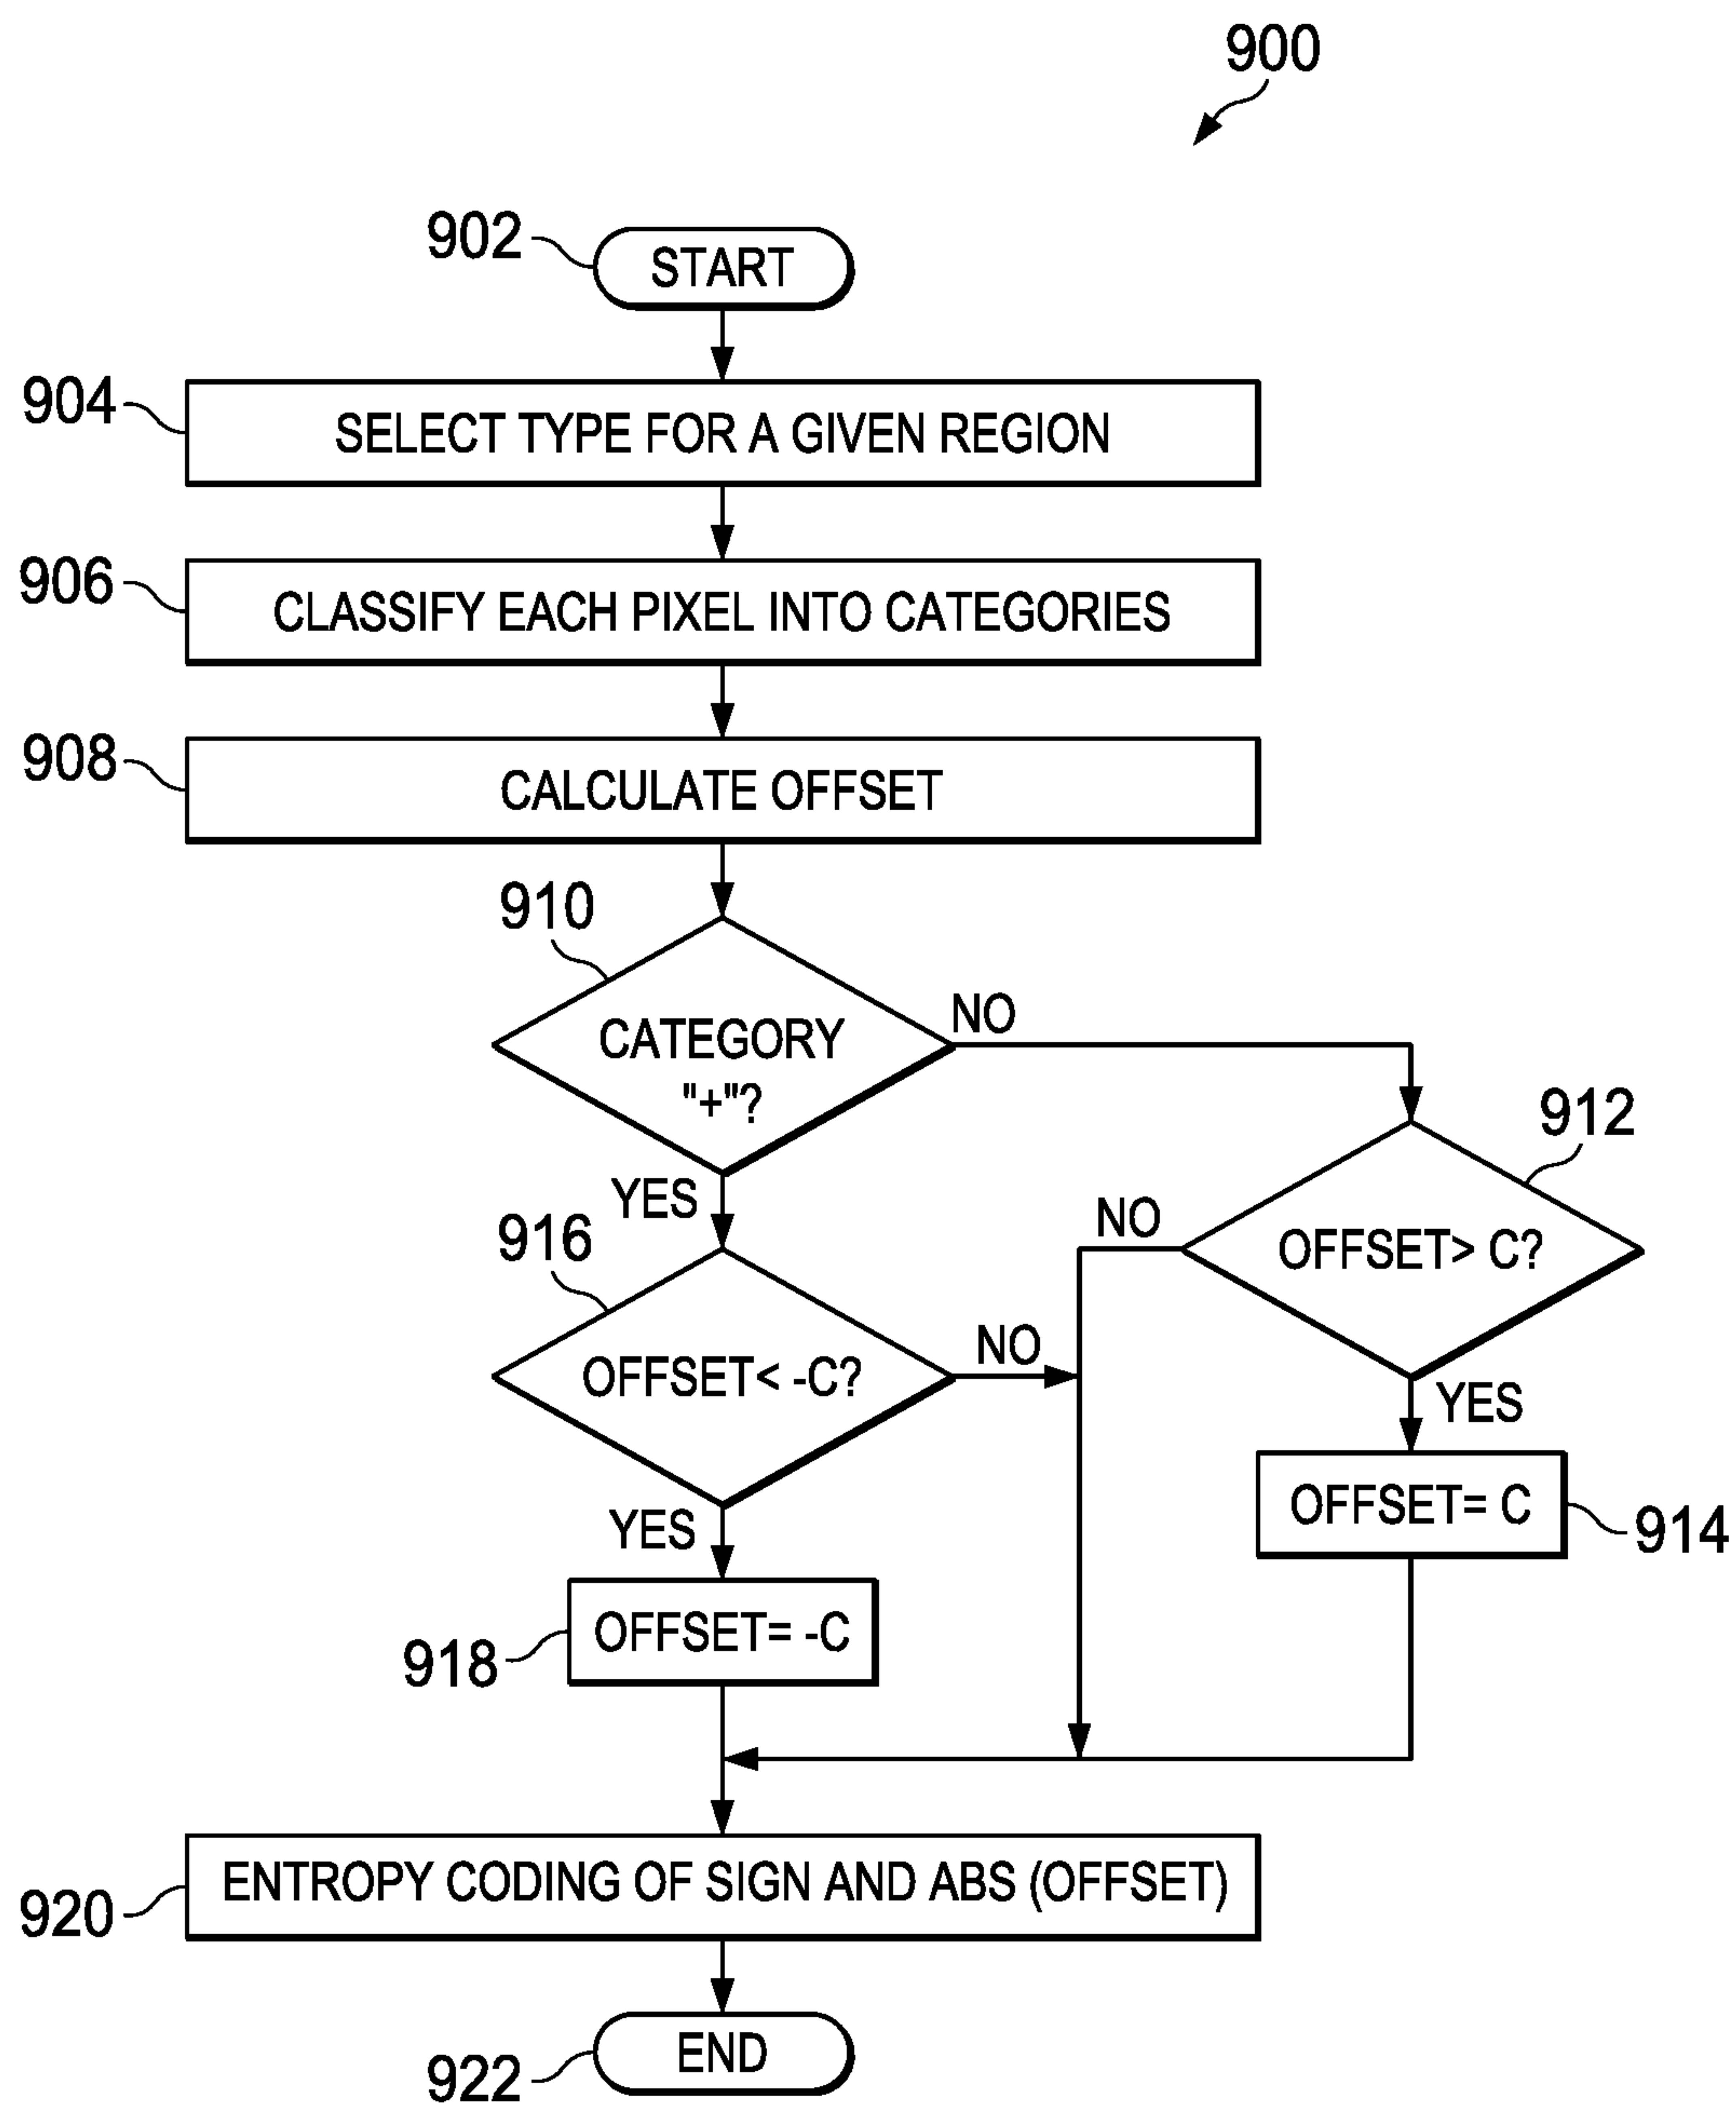 900
902
START
904
SELECT TYPE FOR A GIVEN REGION
906
CLASSIFY EACH PIXEL INTO CATEGORIES
908
CALCULATE OFFSET
910
CATEGORY
"+"?
NO
YES
912
OFFSET> C?
NO
YES
916
OFFSET< -C?
NO
YES
OFFSET= C
914
OFFSET= -C
918
ENTROPY CODING OF SIGN AND ABS (OFFSET)
920
END
922